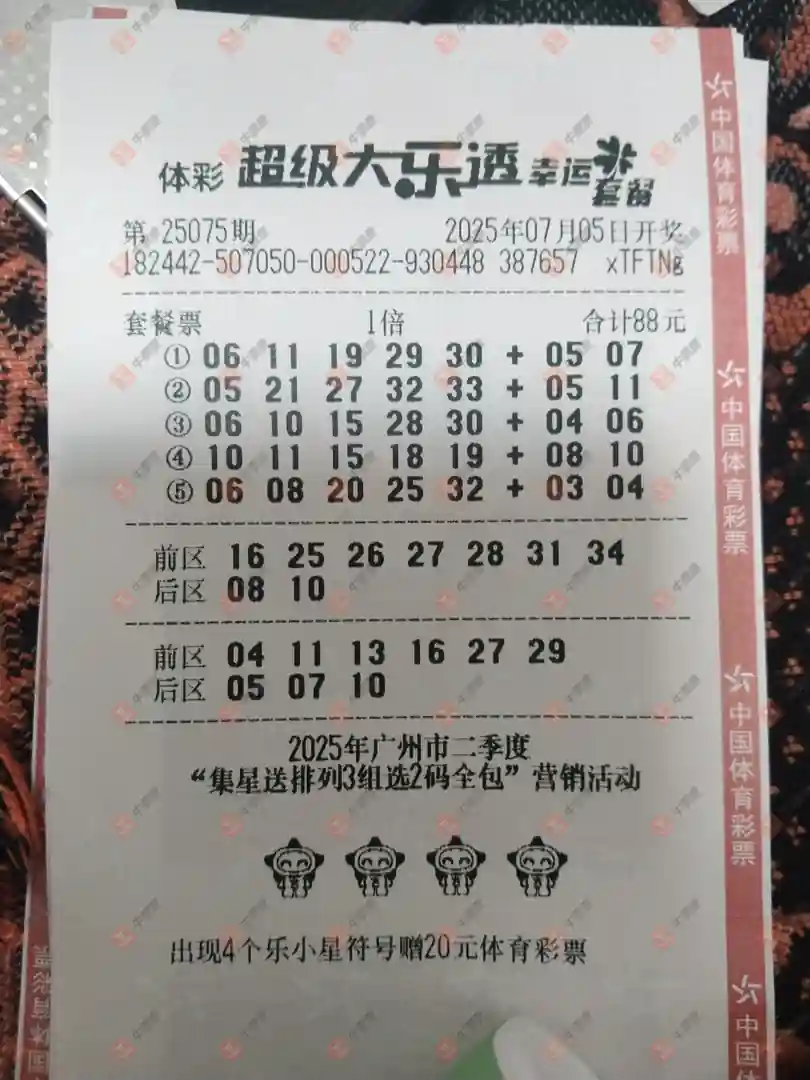 体彩 超级大乐透 幸运套餐
第 25075期 2025年07月05日开奖
182442-507050-000522-930448 387657 xTFTNg
套餐票 1倍 合计88元
① 06 11 19 29 30 + 05 07
② 05 21 27 32 33 + 05 11
③ 06 10 15 28 30 + 04 06
④ 10 11 15 18 19 + 08 10
⑤ 06 08 20 25 32 + 03 04
前区 16 25 26 27 28 31 34
后区 08 10
前区 04 11 13 16 27 29
后区 05 07 10
2025年广州市二季度
“集星送排列3组选2码全包”营销活动
出现4个乐小星符号赠20元体育彩票
中国体育彩票
中国体育彩票
中国体育彩票
中国体